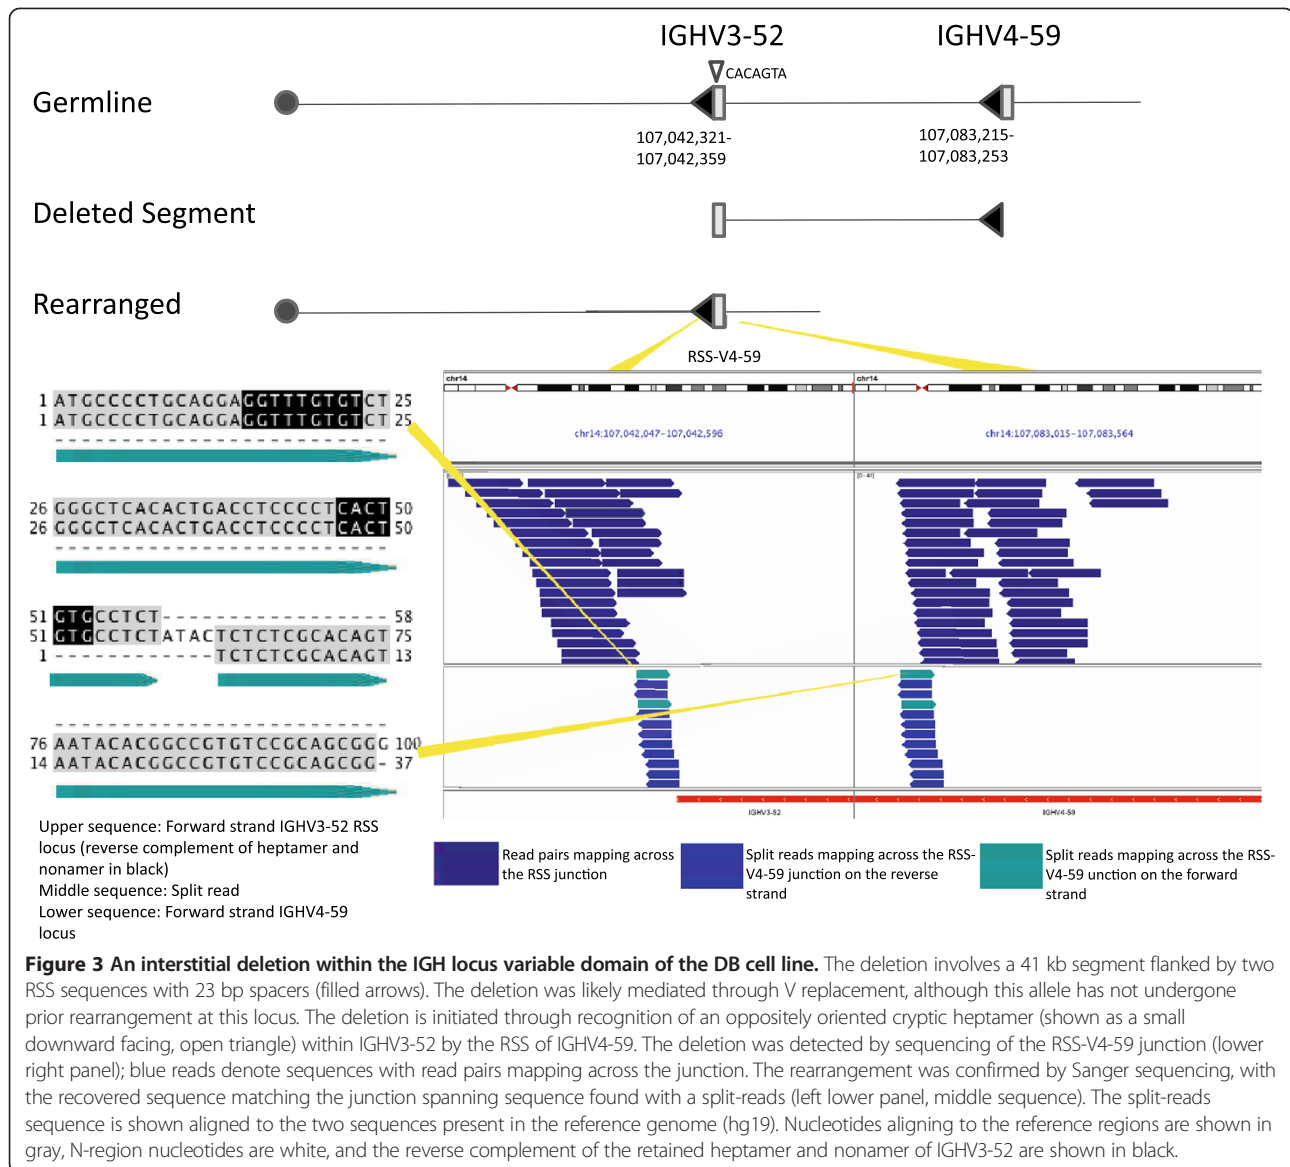 IGHV3-52
IGHV4-59
CACAGTA
Germline
107,042,321-
107,042,359
107,083,215-
107,083,253
Deleted Segment
Rearranged
RSS-V4-59
chr14
chr14
chr14:107,042,047-107,042,596
chr14:107,083,015-107,083,564
[0 - 41]
1 ATGCCCCTGCAGGAGGTTTGTGTCT 25
1 ATGCCCCTGCAGGAGGTTTGTGTCT 25
- - - - - - - - - - - - - - - - - - - - - - - - -
26 GGGCTCACACTGACCTCCCCTCACT 50
26 GGGCTCACACTGACCTCCCCTCACT 50
- - - - - - - - - - - - - - - - - - - - - - - - -
51 GTGCCTCT- - - - - - - - - - - - - - - - - 58
51 GTGCCTCTATACTCTCTCGCACAGT 75
1 - - - - - - - - - - - - TCTCTCGCACAGT 13
- - - - - - - - - - - - - - - - - - - - - - - - -
76 AATACACGGCCGTGTCCGCAGCGGG 100
14 AATACACGGCCGTGTCCGCAGCGG- 37
IGHV3-52
IGHV4-59
Upper sequence: Forward strand IGHV3-52 RSS
locus (reverse complement of heptamer and
nonamer in black)
Middle sequence: Split read
Lower sequence: Forward strand IGHV4-59
locus
Read pairs mapping across
the RSS junction
Split reads mapping across the RSS-
V4-59 junction on the reverse
strand
Split reads mapping across the RSS-
V4-59 unction on the forward
strand
Figure 3 An interstitial deletion within the IGH locus variable domain of the DB cell line. The deletion involves a 41 kb segment flanked by two
RSS sequences with 23 bp spacers (filled arrows). The deletion was likely mediated through V replacement, although this allele has not undergone
prior rearrangement at this locus. The deletion is initiated through recognition of an oppositely oriented cryptic heptamer (shown as a small
downward facing, open triangle) within IGHV3-52 by the RSS of IGHV4-59. The deletion was detected by sequencing of the RSS-V4-59 junction (lower
right panel); blue reads denote sequences with read pairs mapping across the junction. The rearrangement was confirmed by Sanger sequencing, with
the recovered sequence matching the junction spanning sequence found with a split-reads (left lower panel, middle sequence). The split-reads
sequence is shown aligned to the two sequences present in the reference genome (hg19). Nucleotides aligning to the reference regions are shown in
gray, N-region nucleotides are white, and the reverse complement of the retained heptamer and nonamer of IGHV3-52 are shown in black.